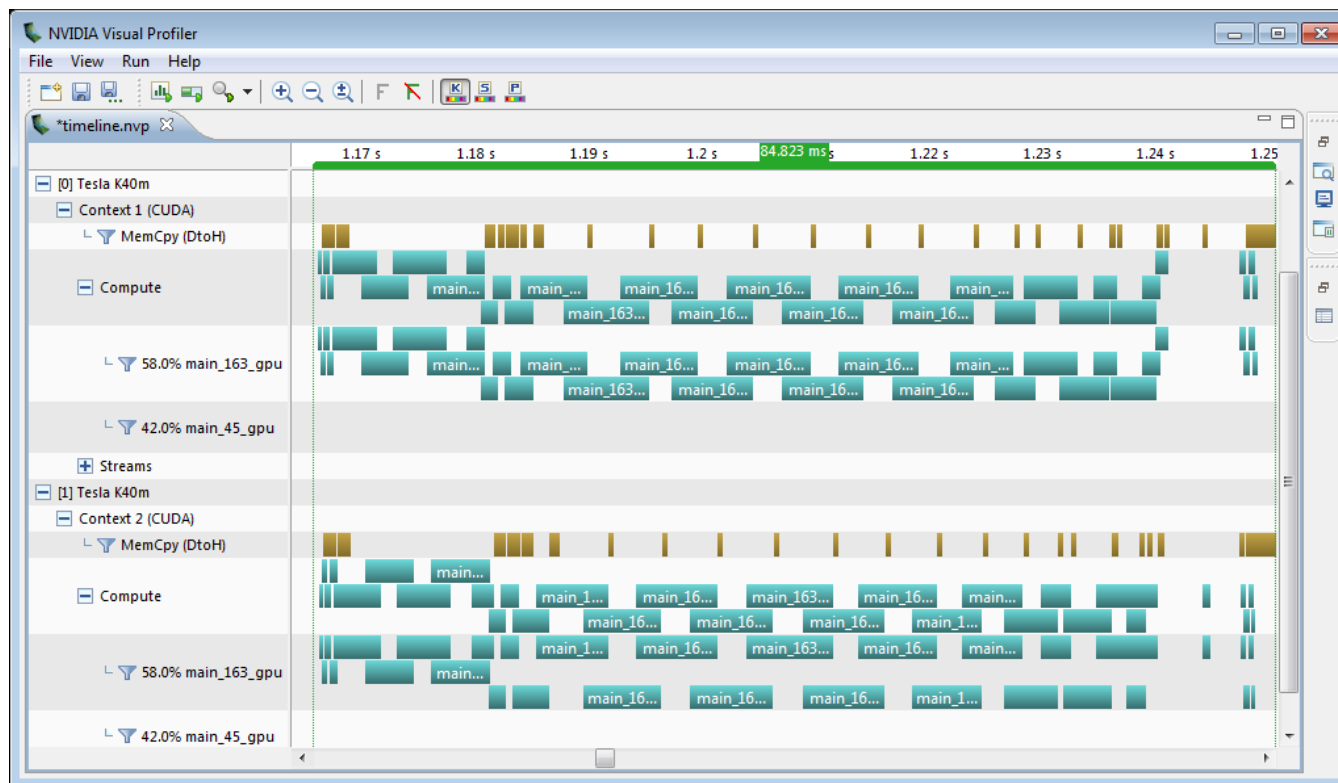 NVIDIA Visual Profiler
File View Run Help
F K S P
*timeline.nvp
1.17 s 1.18 s 1.19 s 1.2 s 84.823 ms s 1.22 s 1.23 s 1.24 s 1.25
[0] Tesla K40m
Context 1 (CUDA)
MemCpy (DtoH)
Compute
main... main_... main_16... main_16... main_16... main_...
main_163... main_16... main_16... main_16...
58.0% main_163_gpu
main... main_... main_16... main_16... main_16... main_...
main_163... main_16... main_16... main_16...
42.0% main_45_gpu
Streams
[1] Tesla K40m
Context 2 (CUDA)
MemCpy (DtoH)
main...
Compute
main_1... main_16... main_163... main_16... main...
main_16... main_16... main_16... main_1...
main_1... main_16... main_163... main_16... main...
58.0% main_163_gpu
main...
main_16... main_16... main_16... main_1...
42.0% main_45_gpu